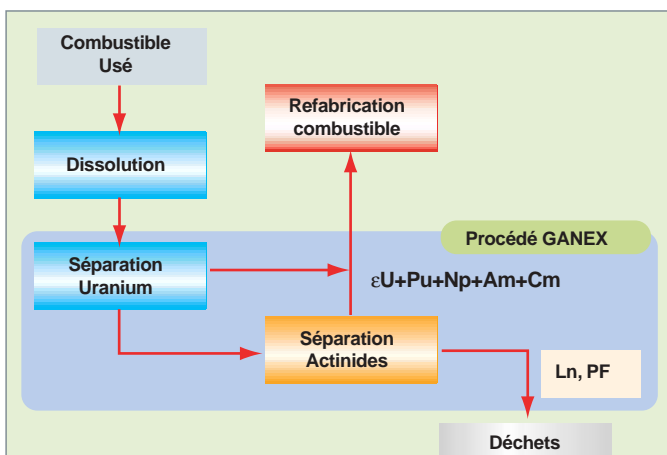 Combustible
Usé
Refabrication
combustible
Dissolution
Procédé GANEX
Séparation
Uranium
εU+Pu+Np+Am+Cm
Séparation
Actinides
Ln, PF
Déchets